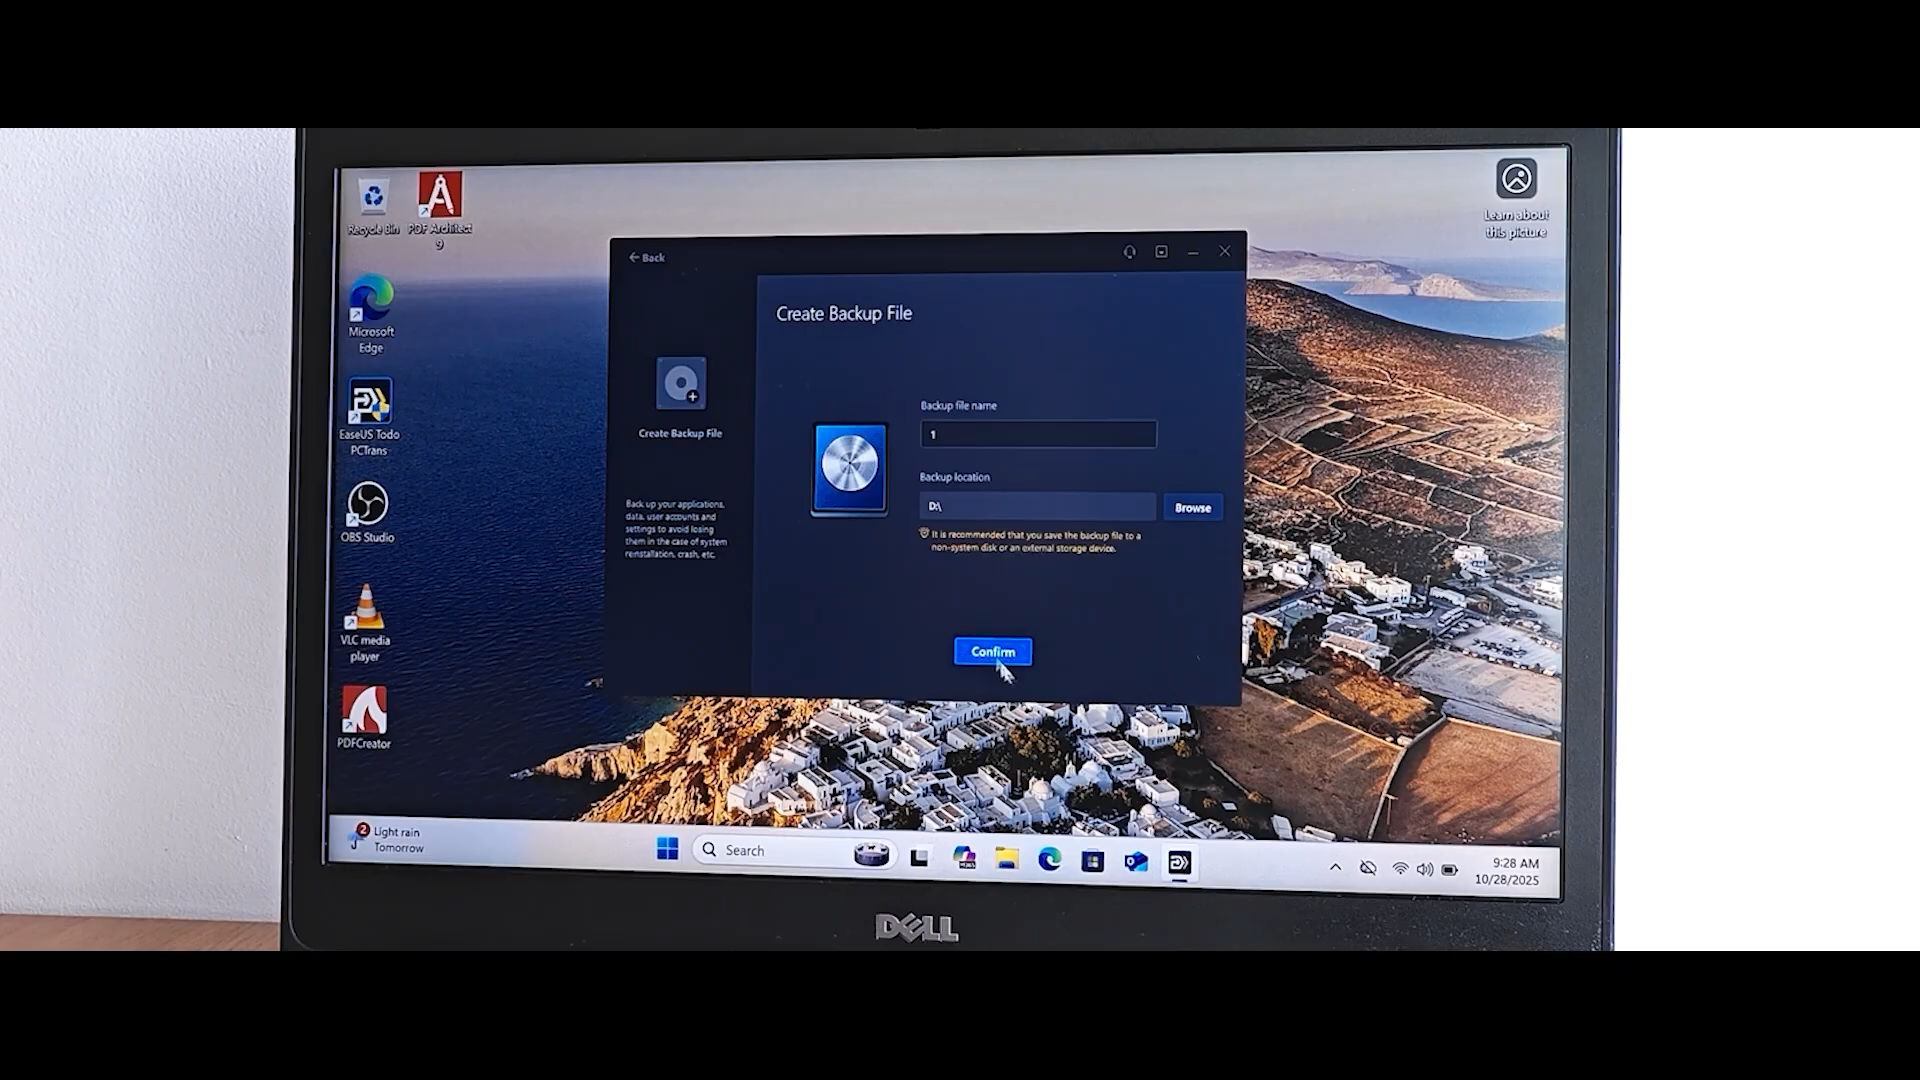 Recycle Bin
PDF Architect
9
Learn about
this picture
Microsoft
Edge
EaseUS Todo
PCTrans
OBS Studio
VLC media
player
PDFCreator
Back
Create Backup File
Back up your applications,
data, user accounts and
settings to avoid losing
them in the case of system
reinstallation, crash, etc.
Create Backup File
Backup file name
1
Backup location
D:\
Browse
It is recommended that you save the backup file to a
non-system disk or an external storage device.
Confirm
2
Light rain
Tomorrow
Search
9:28 AM
10/28/2025
DELL